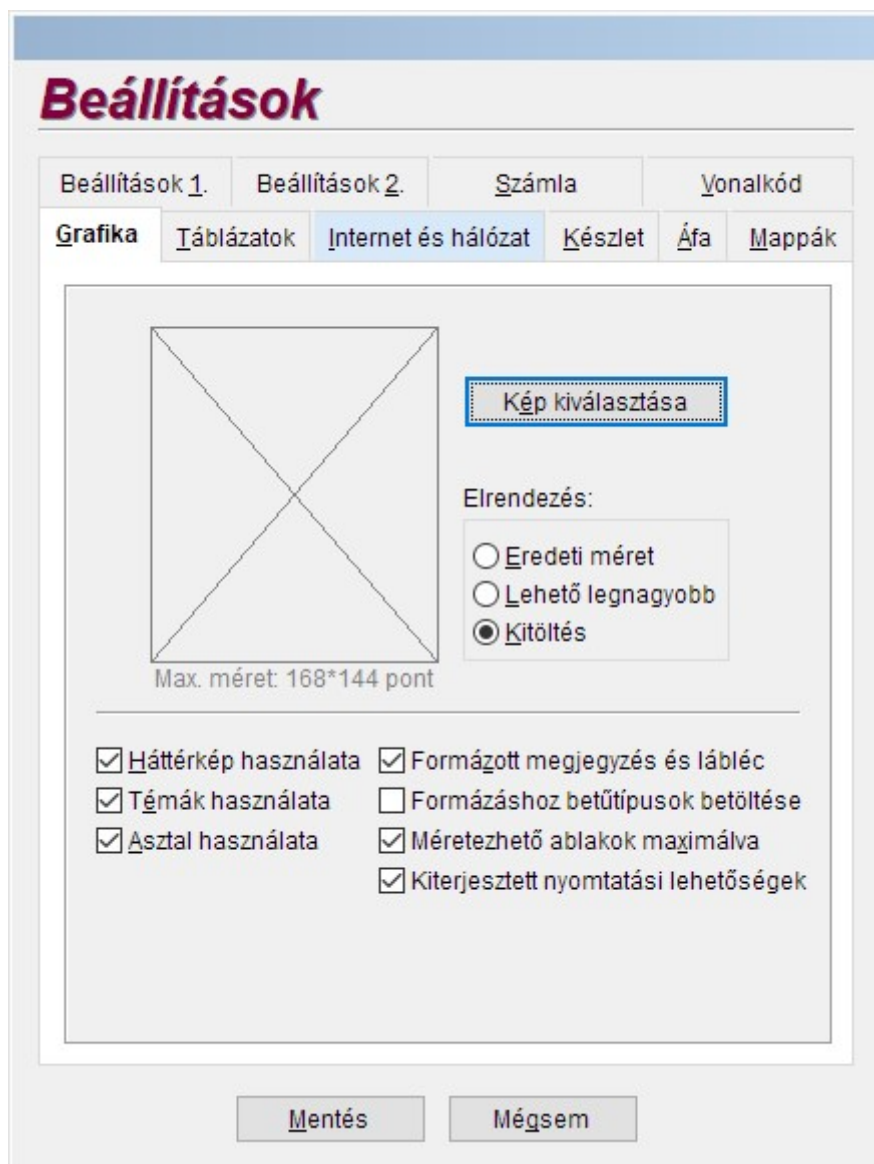 Beállítások
Beállítások 1. Beállítások 2. Számla Vonalkód
Grafika Táblázatok Internet és hálózat Készlet Áfa Mappák
Kép kiválasztása
Elrendezés:
Eredeti méret
Lehető legnagyobb
Kitöltés
Max. méret: 168*144 pont
Háttérkép használata Formázott megjegyzés és lábléc
Témák használata Formázáshoz betűtípusok betöltése
Asztal használata Méretezhető ablakok maximálva
Kiterjesztett nyomtatási lehetőségek
Mentés Mégsem